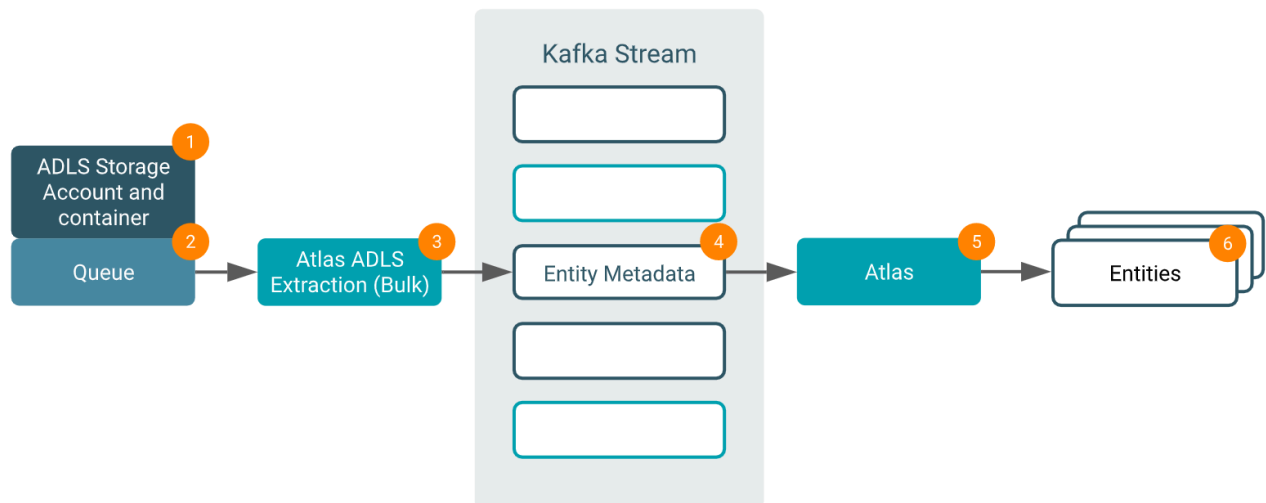 Kafka Stream
1
ADLS Storage
Account and
container
2
Queue
3
Atlas ADLS
Extraction (Bulk)
4
Entity Metadata
5
Atlas
6
Entities